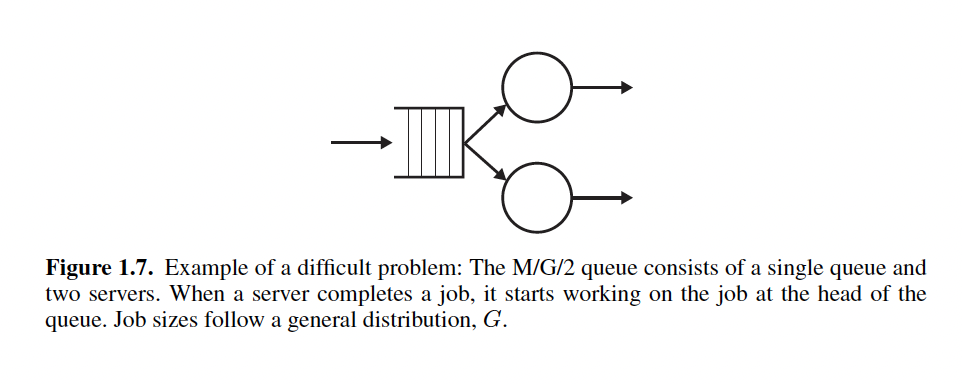 Figure 1.7. Example of a difficult problem: The M/G/2 queue consists of a single queue and
two servers. When a server completes a job, it starts working on the job at the head of the
queue. Job sizes follow a general distribution, G.